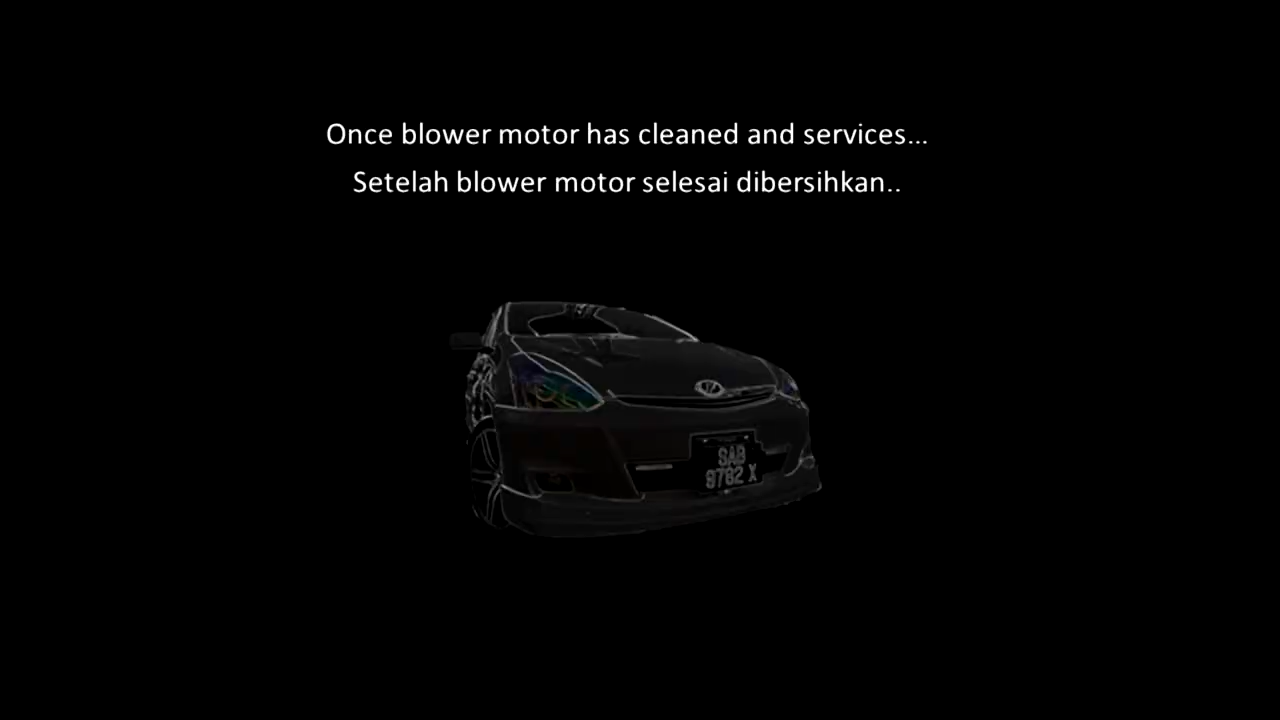 Once blower motor has cleaned and services...
Setelah blower motor selesai dibersihkan..
SAB
9782 X